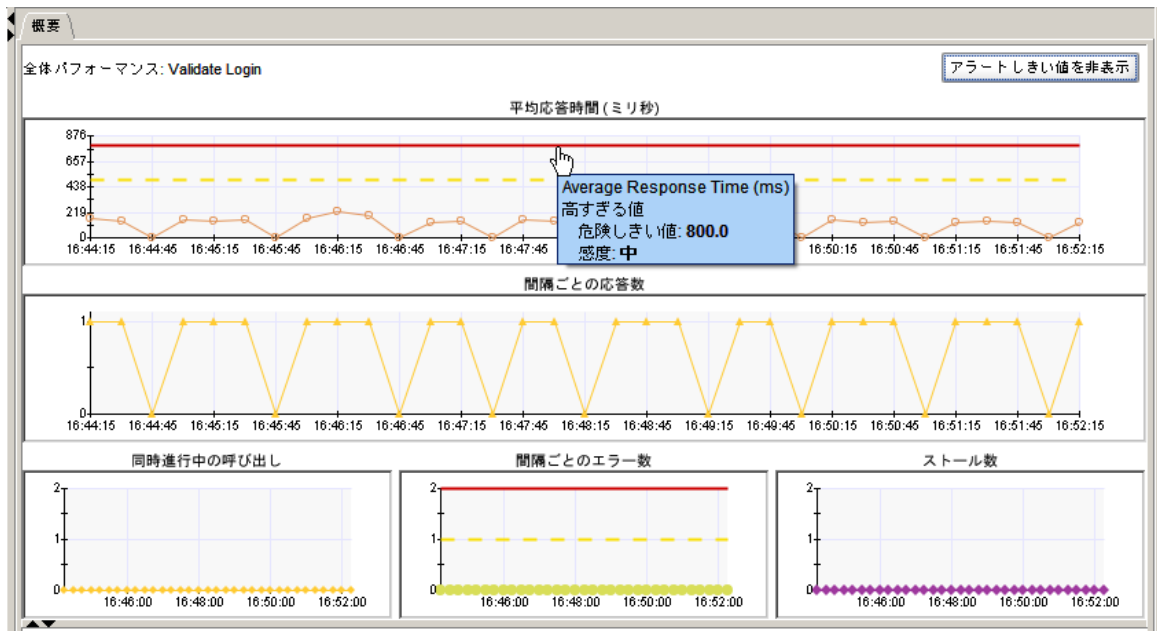 概要
全体パフォーマンス: Validate Login
アラートしきい値を非表示
平均応答時間 (ミリ秒)
876
657
438
219
0
16:44:15 16:44:45 16:45:15 16:45:45 16:46:15 16:46:45 16:47:15 16:47:45 16:50:15 16:50:45 16:51:15 16:51:45 16:52:15
Average Response Time (ms)
高すぎる値
危険しきい値: 800.0
感度: 中
間隔ごとの応答数
1
0
16:44:15 16:44:45 16:45:15 16:45:45 16:46:15 16:46:45 16:47:15 16:47:45 16:48:15 16:48:45 16:49:15 16:49:45 16:50:15 16:50:45 16:51:15 16:51:45 16:52:15
同時進行中の呼び出し
2
1
0
16:46:00 16:48:00 16:50:00 16:52:00
間隔ごとのエラー数
2
1
0
16:46:00 16:48:00 16:50:00 16:52:00
ストール数
2
1
0
16:46:00 16:48:00 16:50:00 16:52:00